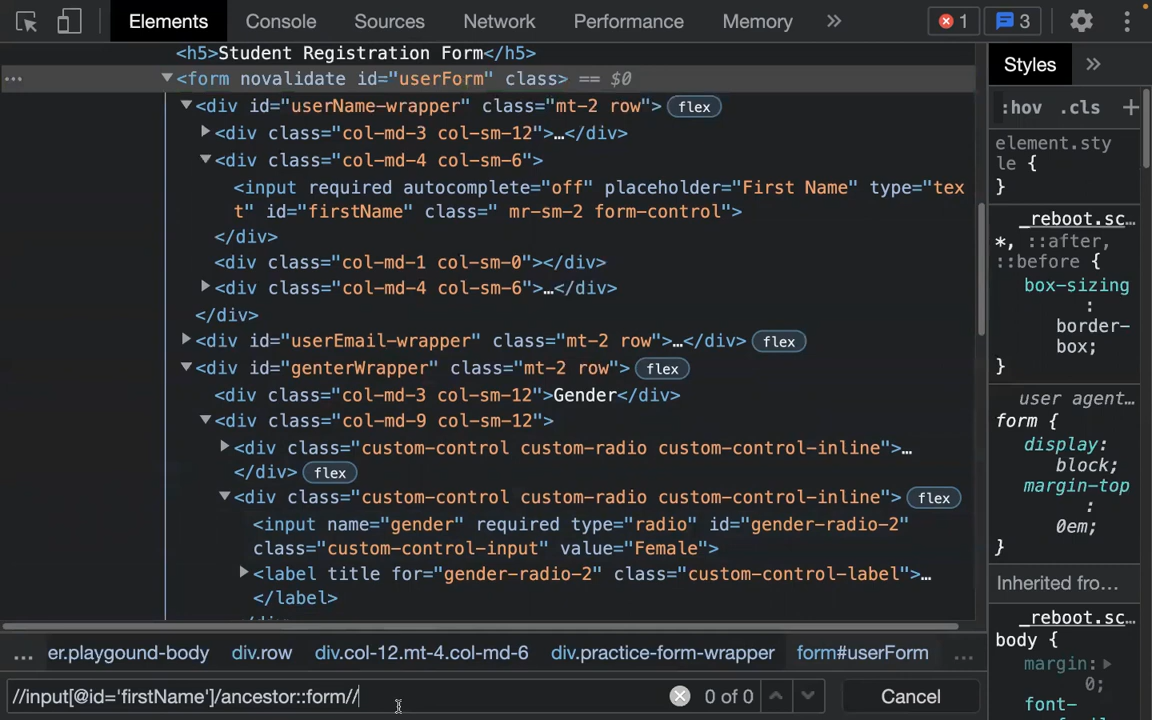 Elements Console Sources Network Performance Memory » 1 3
<h5>Student Registration Form</h5>
… ▼<form novalidate id="userForm" class> == $0
▼<div id="userName-wrapper" class="mt-2 row"> flex
▶<div class="col-md-3 col-sm-12">…</div>
▼<div class="col-md-4 col-sm-6">
<input required autocomplete="off" placeholder="First Name" type="tex
t" id="firstName" class=" mr-sm-2 form-control">
</div>
<div class="col-md-1 col-sm-0"></div>
▶<div class="col-md-4 col-sm-6">…</div>
</div>
▶<div id="userEmail-wrapper" class="mt-2 row">…</div> flex
▼<div id="genterWrapper" class="mt-2 row"> flex
<div class="col-md-3 col-sm-12">Gender</div>
▼<div class="col-md-9 col-sm-12">
▶<div class="custom-control custom-radio custom-control-inline">…
</div> flex
▼<div class="custom-control custom-radio custom-control-inline"> flex
<input name="gender" required type="radio" id="gender-radio-2"
class="custom-control-input" value="Female">
▶<label title for="gender-radio-2" class="custom-control-label">…
</label>
… er.playgound-body div.row div.col-12.mt-4.col-md-6 div.practice-form-wrapper form#userForm …
//input[@id='firstName']/ancestor::form// 0 of 0 Cancel
Styles »
:hov .cls +
element.sty
le {
}
_reboot.sc…
*, ::after,
::before {
box-sizing
:
border-
box;
}
user agent…
form {
display:
block;
margin-top
:
0em;
}
Inherited fro…
_reboot.sc…
body {
margin: ▶
0;
font-